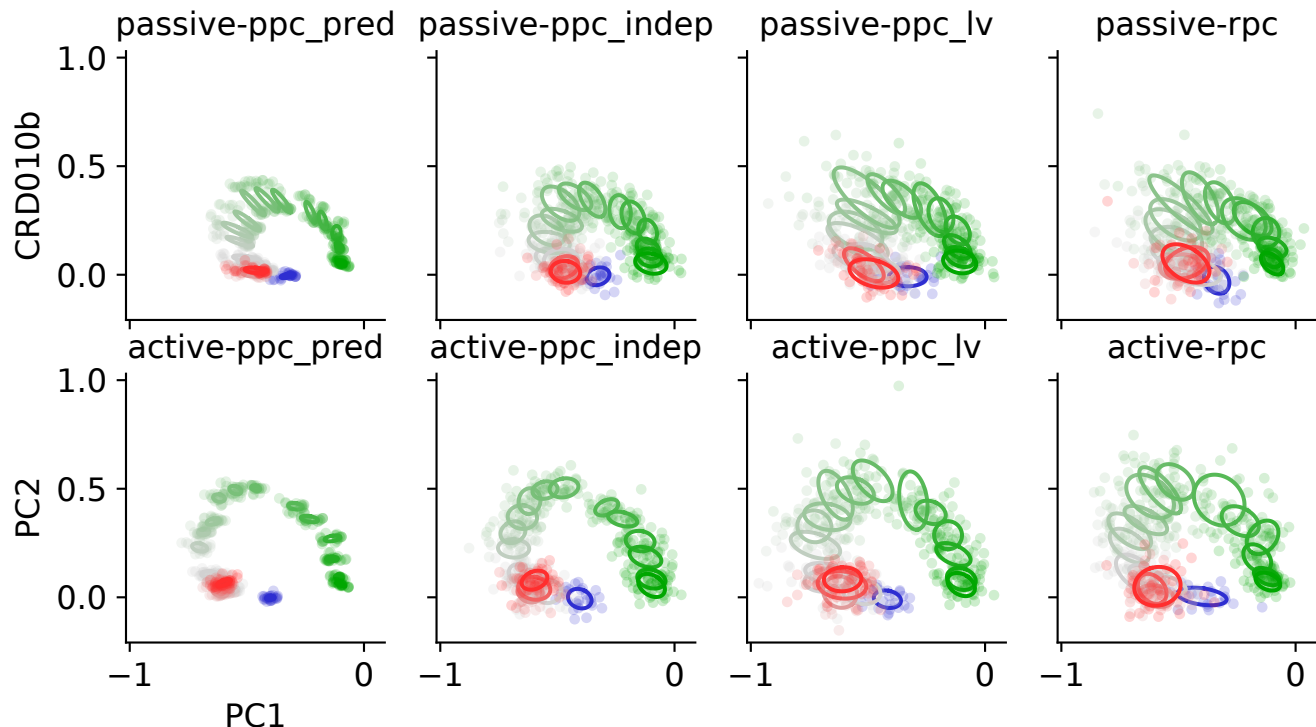 passive-ppc_pred passive-ppc_indep passive-ppc_lv passive-rpc
1.0
0.5
0.0
CRD010b
active-ppc_pred active-ppc_indep active-ppc_lv active-rpc
1.0
0.5
0.0
PC2
−1 0 −1 0 −1 0 −1 0
PC1